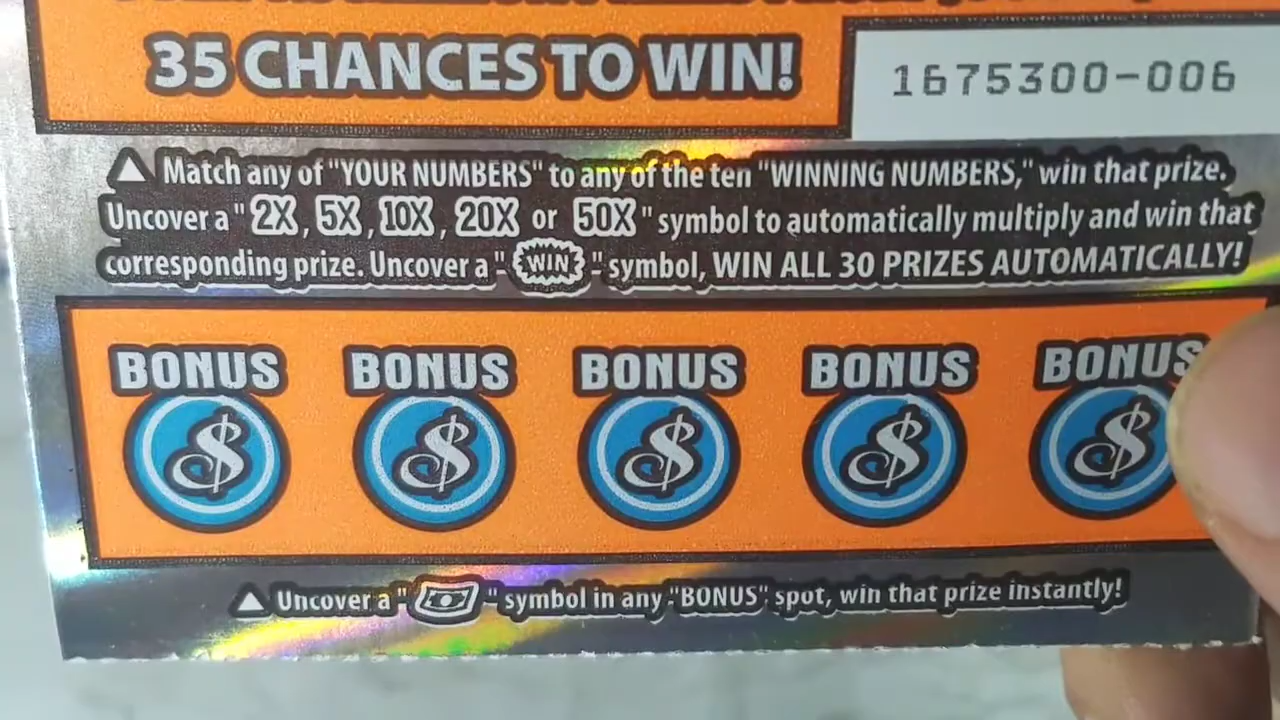 35 CHANCES TO WIN!
1675300-006
Match any of "YOUR NUMBERS" to any of the ten "WINNING NUMBERS," win that prize.
Uncover a "2X, 5X, 10X, 20X or 50X" symbol to automatically multiply and win that
corresponding prize. Uncover a "WIN" symbol, WIN ALL 30 PRIZES AUTOMATICALLY!
BONUS BONUS BONUS BONUS BONUS
$ $ $ $ $
Uncover a " " symbol in any "BONUS" spot, win that prize instantly!